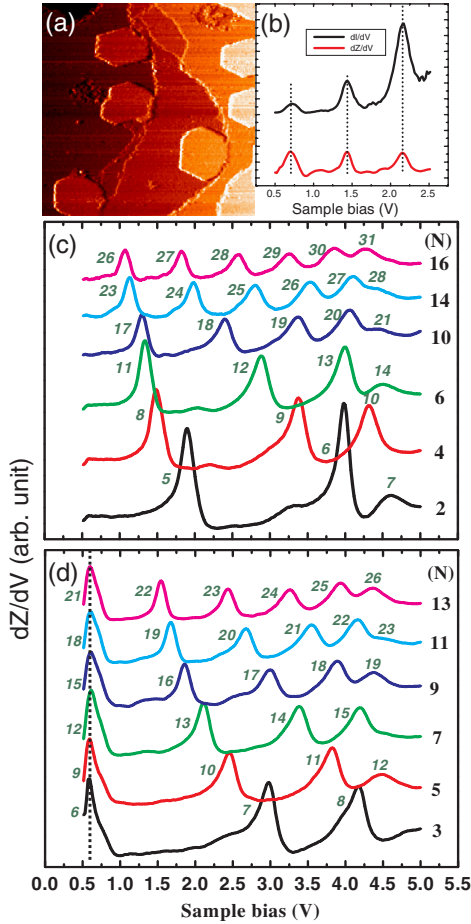 (a)
(b)
dI/dV
dZ/dV
0.5 1.0 1.5 2.0 2.5
Sample bias (V)
(c)
(N)
26 27 28 29 30 31
16
23 24 25 26 27 28
14
17 18 19 20 21
10
11 12 13 14
6
8 9 10
4
5 6 7
2
dZ/dV (arb. unit)
(d)
(N)
21 22 23 24 25 26
13
18 19 20 21 22 23
11
15 16 17 18 19
9
12 13 14 15
7
9 10 11 12
5
6 7 8
3
0.0 0.5 1.0 1.5 2.0 2.5 3.0 3.5 4.0 4.5 5.0 5.5
Sample bias (V)